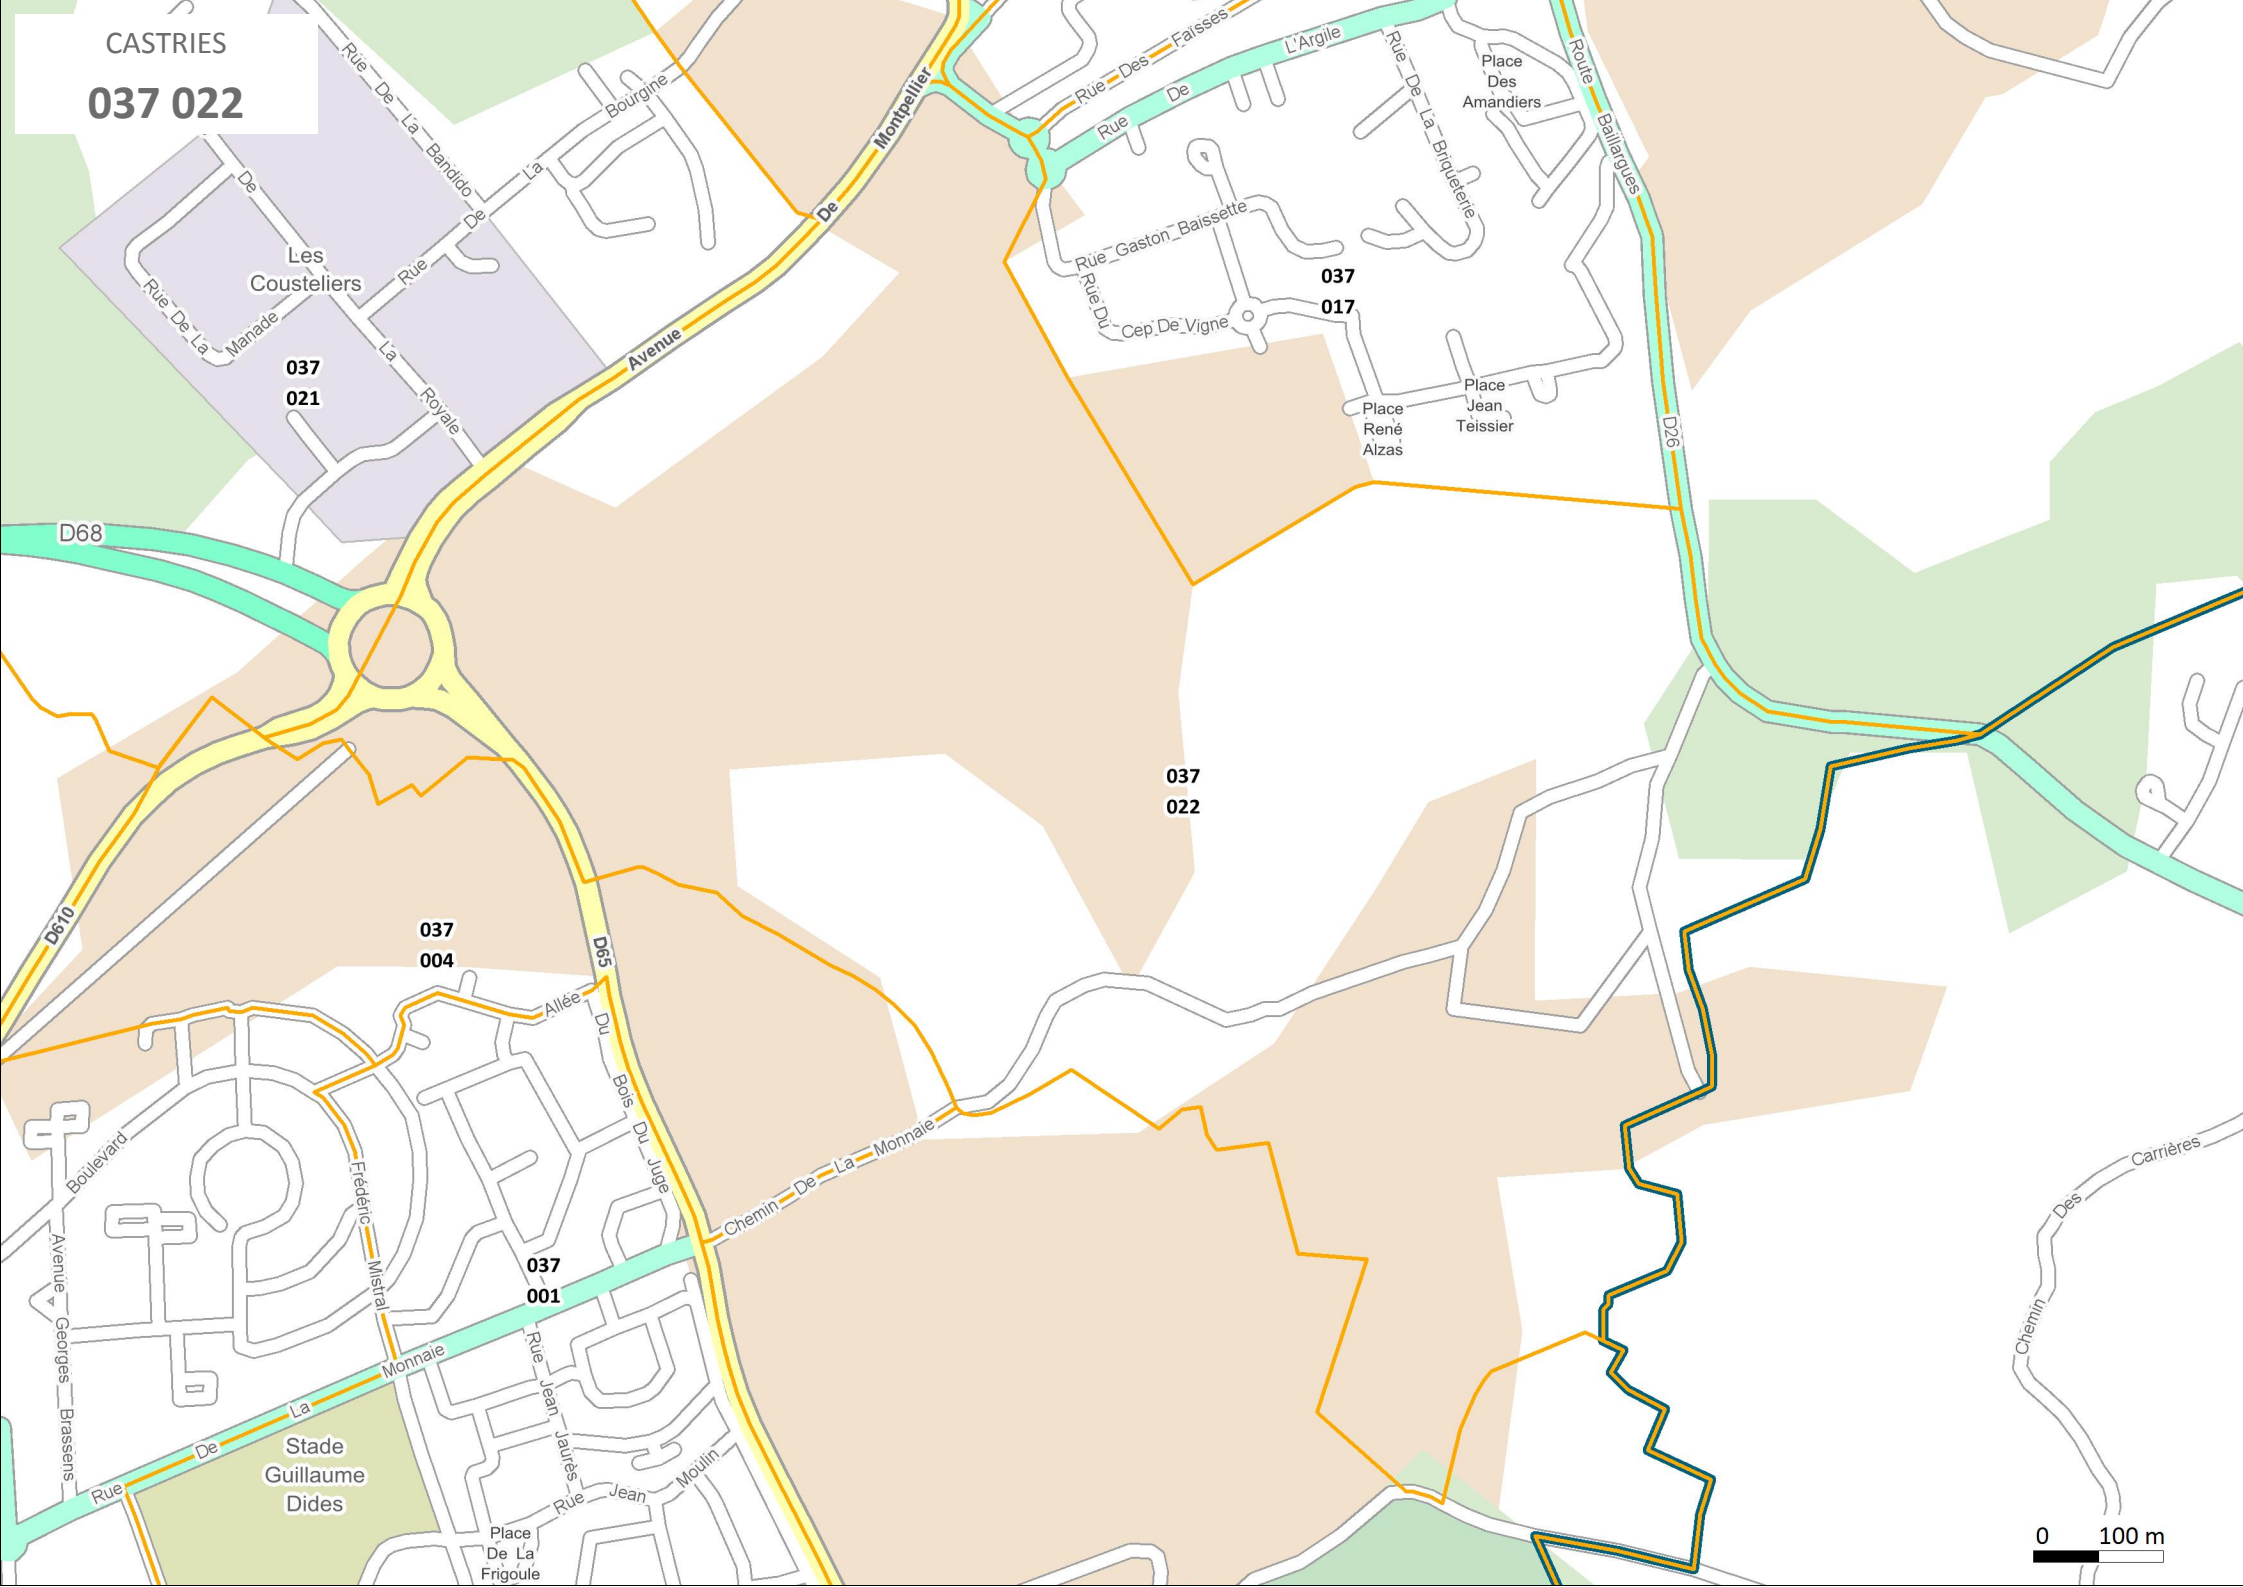 CASTRIES
037 022
Rue De La Bandido
De La Royale
Rue De La Bourgine
Rue De La Manade
Les
Cousteliers
037
021
Avenue De Montpellier
Rue Des Faïsses
Rue De L'Argile
Rue De La Briqueterie
Place
Des
Amandiers
Route Baillargues
Rue Gaston Baissette
Rue Du Cep De Vigne
037
017
Place
René
Alzas
Place
Jean
Teissier
D26
D68
037
022
D610
D65
037
004
Allée Du Bois Du Juge
Boulevard Frédéric Mistral
Avenue Georges Brassens
Chemin De La Monnaie
037
001
Rue De La Monnaie
Rue Jean Jaurès
Rue Jean Moulin
Stade
Guillaume
Dides
Place
De La
Frigoule
Chemin Des Carrières
0 100 m